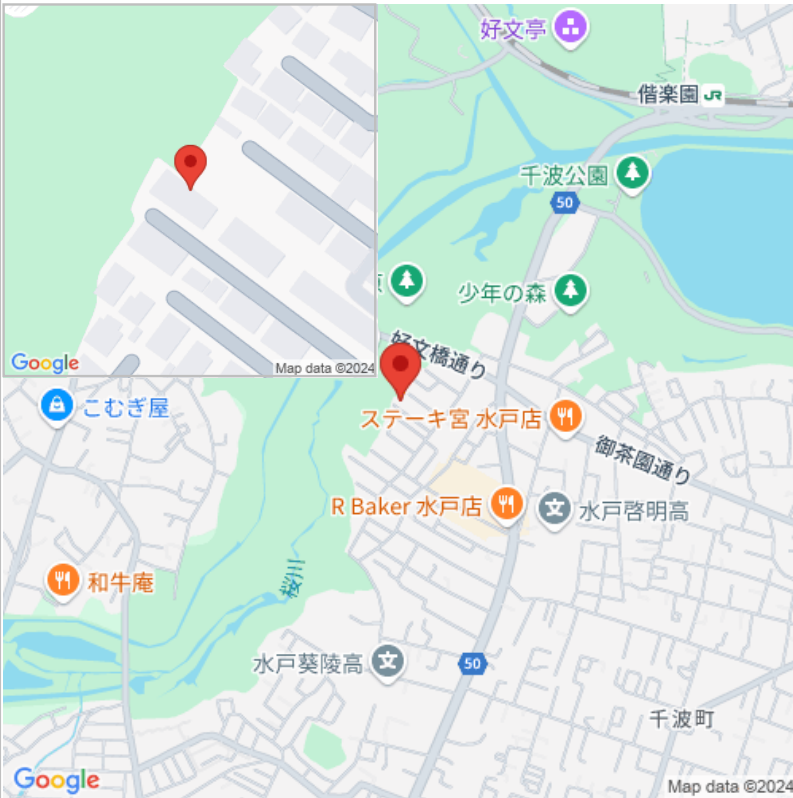 好文亭
偕楽園 JR
千波公園
50
少年の森
好文橋通り
Google
Map data ©2024
こむぎ屋
ステーキ宮 水戸店
御茶園通り
R Baker 水戸店
水戸啓明高
和牛庵
桜川
水戸葵陵高
50
千波町
Google
Map data ©2024